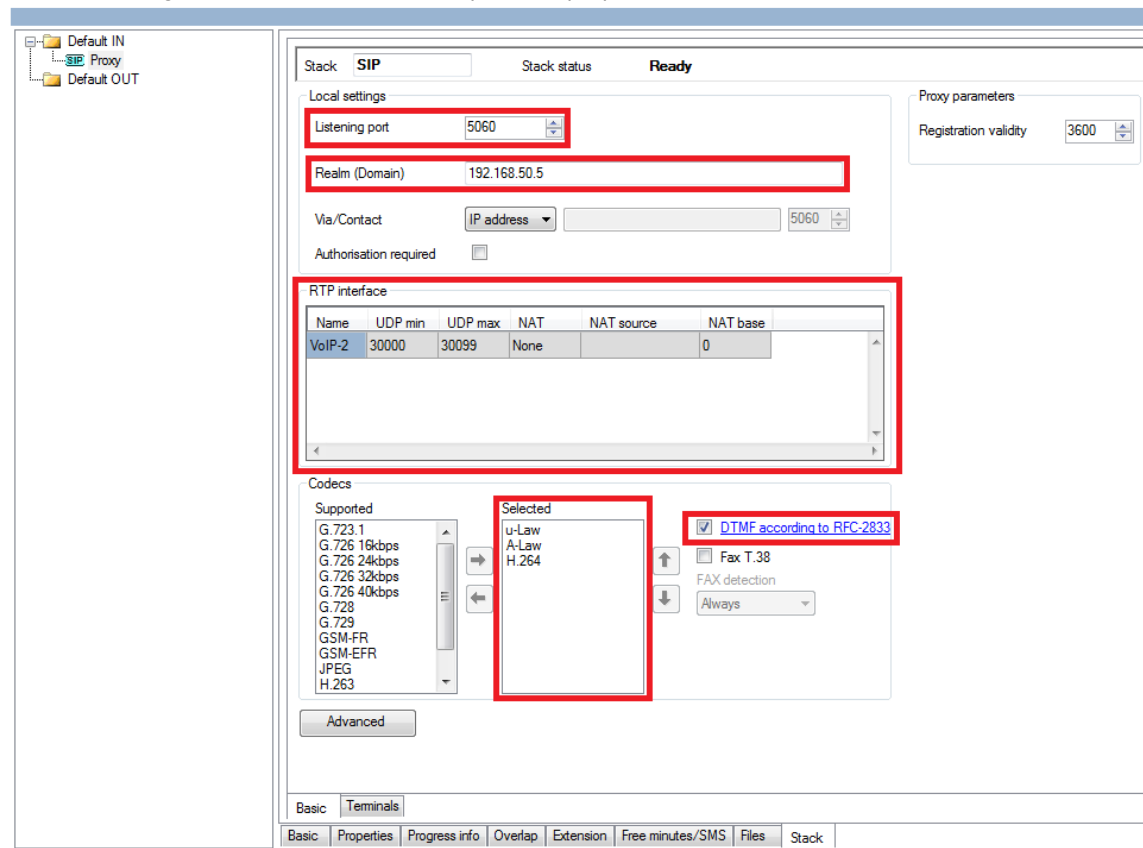 Default IN
SIP Proxy
Default OUT
Stack SIP Stack status Ready
Local settings
Listening port 5060
Realm (Domain) 192.168.50.5
Via/Contact IP address 5060
Authorisation required
Proxy parameters
Registration validity 3600
RTP interface
Name UDP min UDP max NAT NAT source NAT base
VoIP-2 30000 30099 None 0
Codecs
Supported
G.723.1
G.726 16kbps
G.726 24kbps
G.726 32kbps
G.726 40kbps
G.728
G.729
GSM-FR
GSM-EFR
JPEG
H.263
Selected
u-Law
A-Law
H.264
DTMF according to RFC-2833
Fax T.38
FAX detection
Always
Advanced
Basic Terminals
Basic Properties Progress info Overlap Extension Free minutes/SMS Files Stack